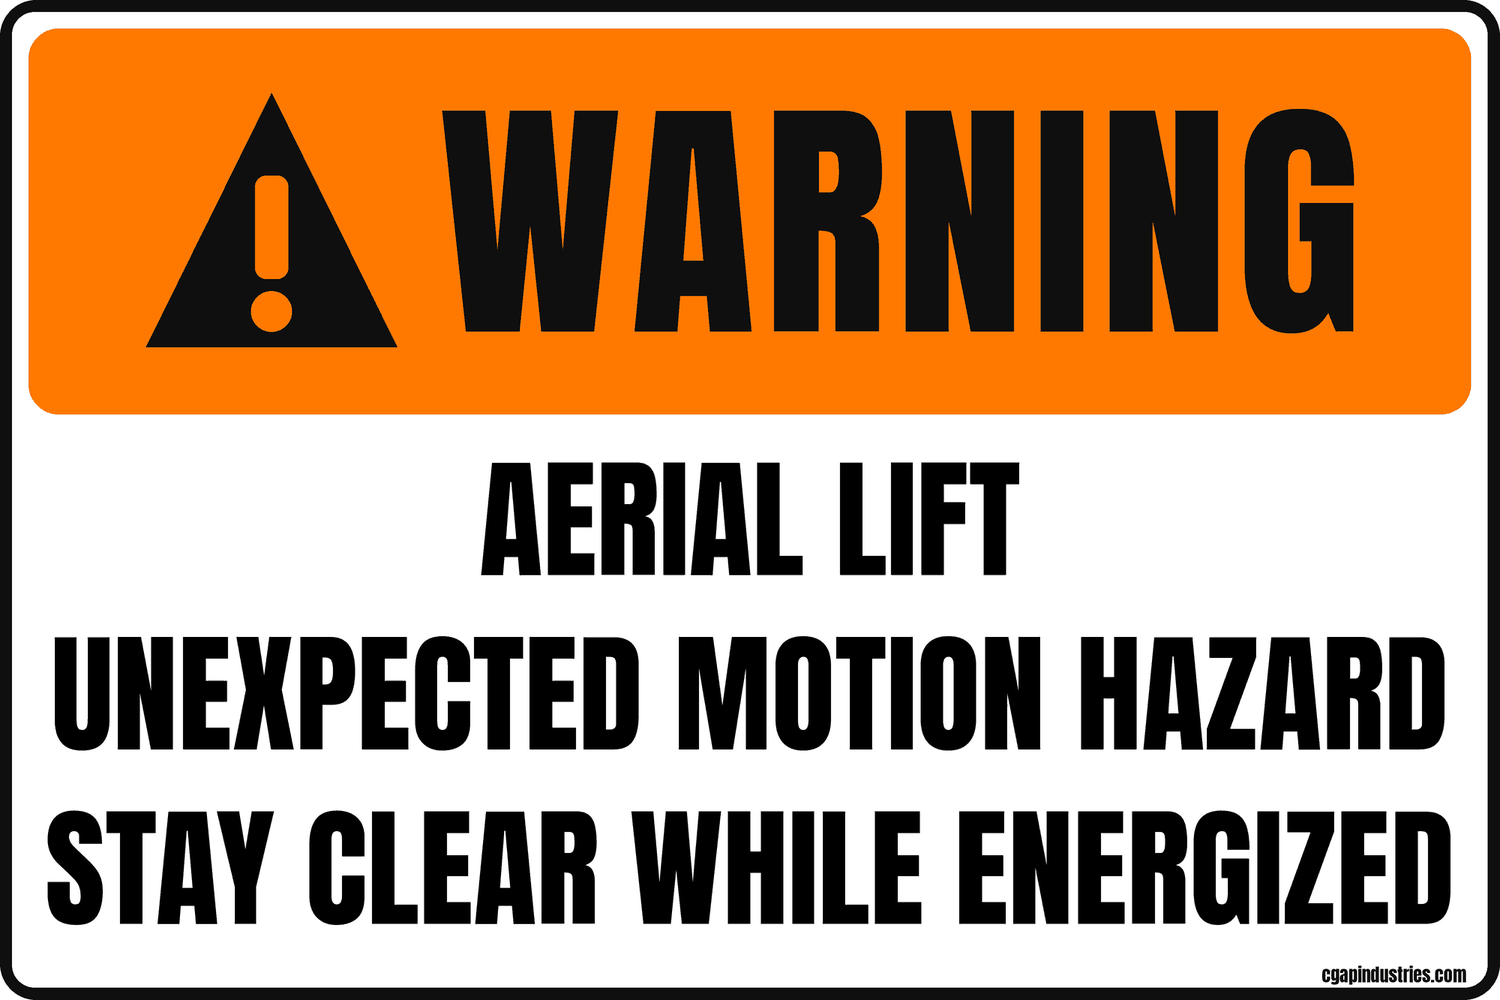 WARNING
AERIAL LIFT
UNEXPECTED MOTION HAZARD
STAY CLEAR WHILE ENERGIZED
cgapindustries.com